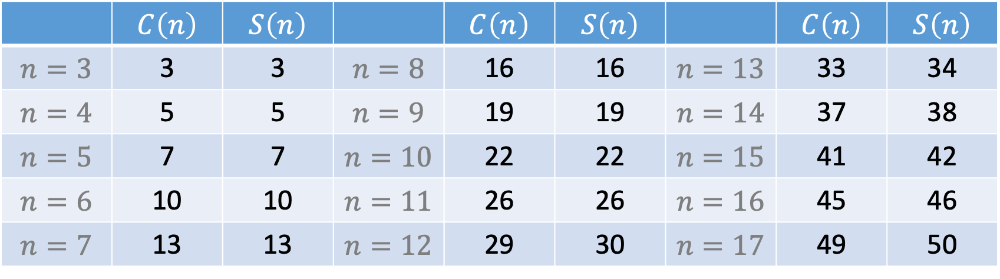 C(n) S(n) C(n) S(n) C(n) S(n)
n = 3 3 3 n = 8 16 16 n = 13 33 34
n = 4 5 5 n = 9 19 19 n = 14 37 38
n = 5 7 7 n = 10 22 22 n = 15 41 42
n = 6 10 10 n = 11 26 26 n = 16 45 46
n = 7 13 13 n = 12 29 30 n = 17 49 50